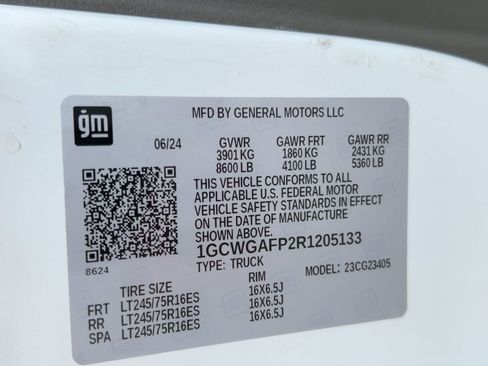 gm
MFD BY GENERAL MOTORS LLC
06/24 GVWR GAWR FRT GAWR RR
3901 KG 1860 KG 2431 KG
8600 LB 4100 LB 5360 LB
THIS VEHICLE CONFORMS TO ALL
APPLICABLE U.S. FEDERAL MOTOR
VEHICLE SAFETY STANDARDS IN EFFECT
ON THE DATE OF MANUFACTURE SHOWN ABOVE.
1GCWGAFP2R1205133
8624 TYPE: TRUCK MODEL: 23CG23405
TIRE SIZE RIM
FRT LT245/75R16ES 16X6.5J
RR LT245/75R16ES 16X6.5J
SPA LT245/75R16ES 16X6.5J